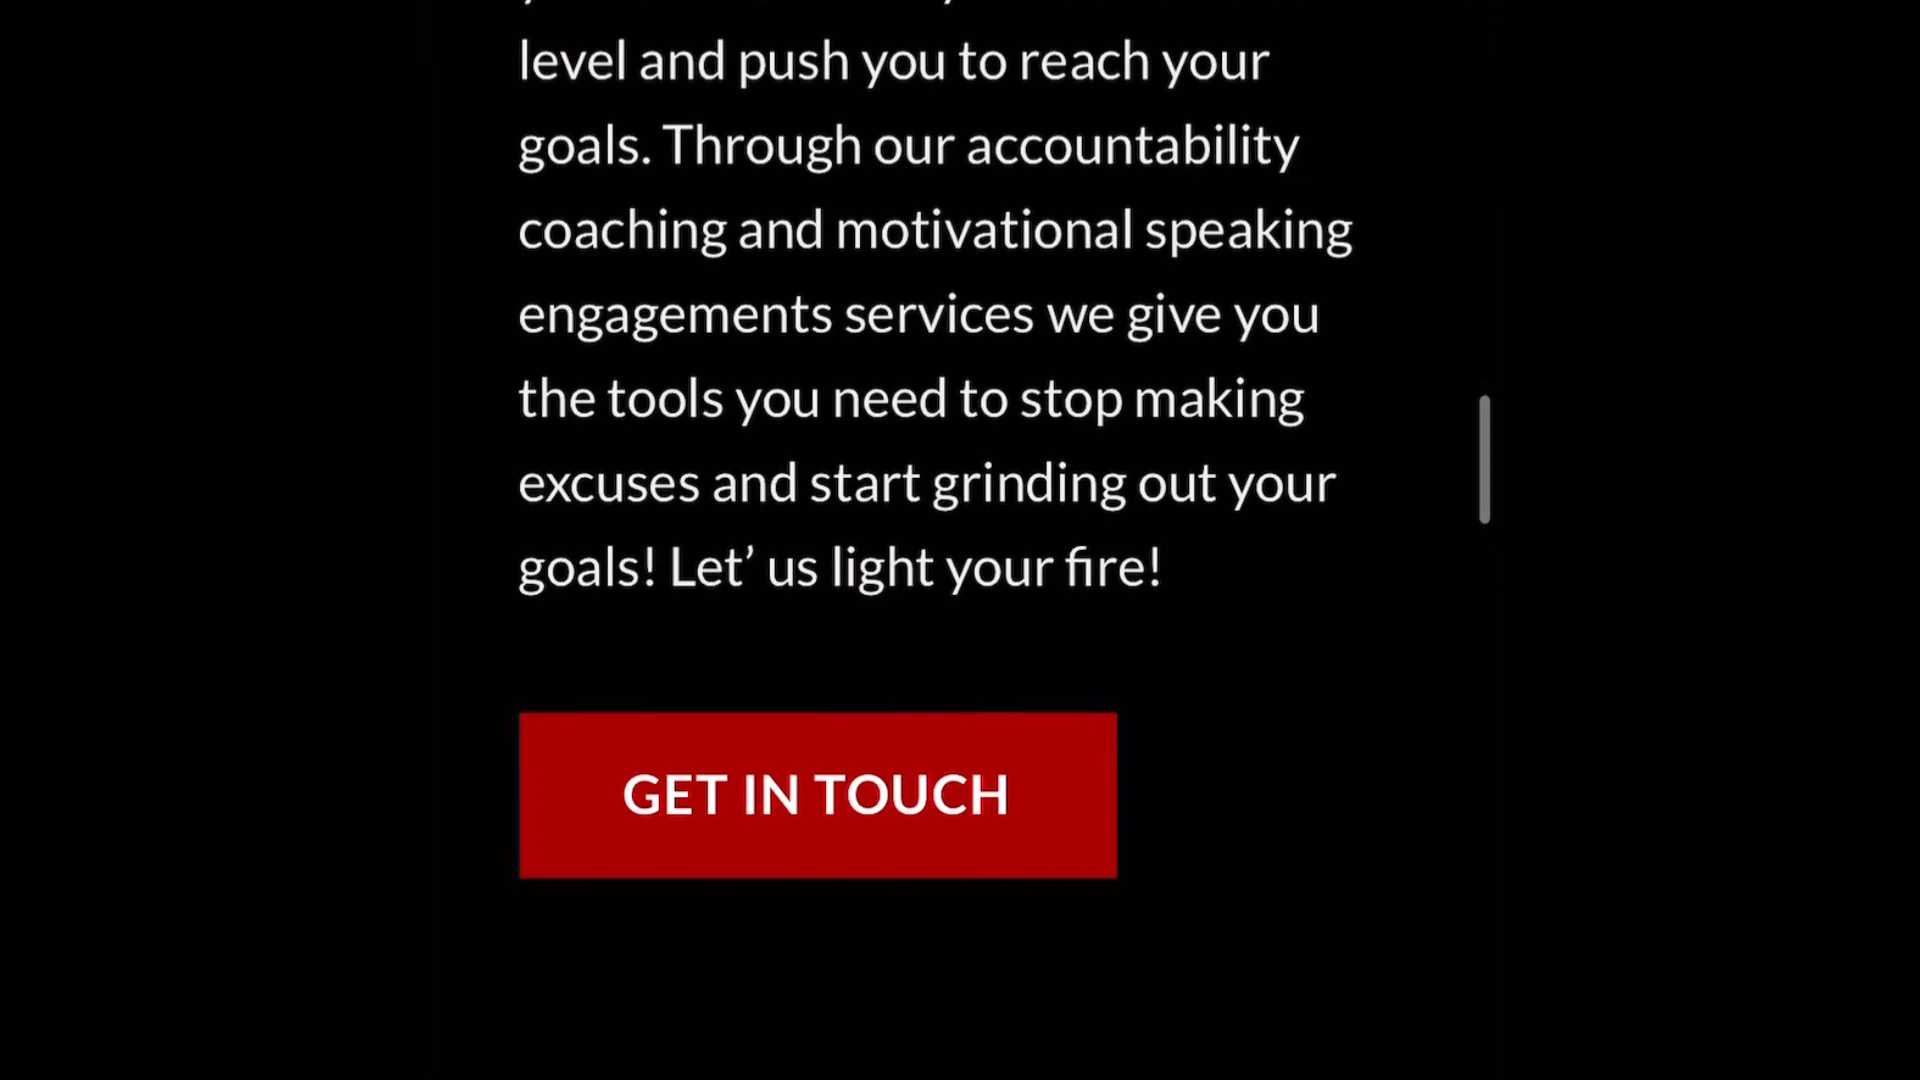 level and push you to reach your
goals. Through our accountability
coaching and motivational speaking
engagements services we give you
the tools you need to stop making
excuses and start grinding out your
goals! Let’ us light your fire!
GET IN TOUCH